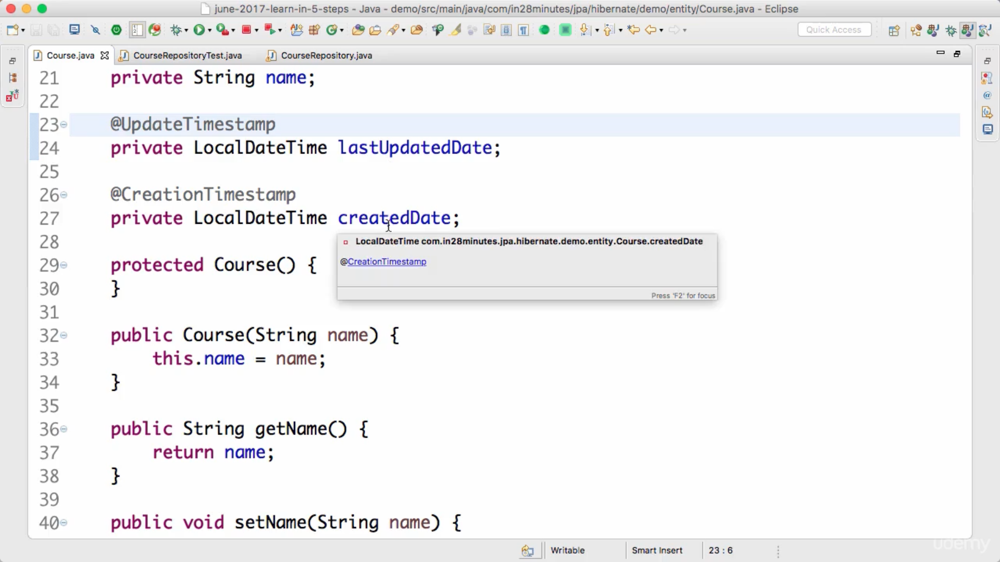 june-2017-learn-in-5-steps - Java - demo/src/main/java/com/in28minutes/jpa/hibernate/demo/entity/Course.java - Eclipse
Quick Access
Course.java CourseRepositoryTest.java CourseRepository.java
21 private String name;
22
23 @UpdateTimestamp
24 private LocalDateTime lastUpdatedDate;
25
26 @CreationTimestamp
27 private LocalDateTime createdDate;
28
LocalDateTime com.in28minutes.jpa.hibernate.demo.entity.Course.createdDate
@CreationTimestamp
Press 'F2' for focus
29 protected Course() {
30 }
31
32 public Course(String name) {
33 this.name = name;
34 }
35
36 public String getName() {
37 return name;
38 }
39
40 public void setName(String name) {
Writable Smart Insert 23 : 6
udemy